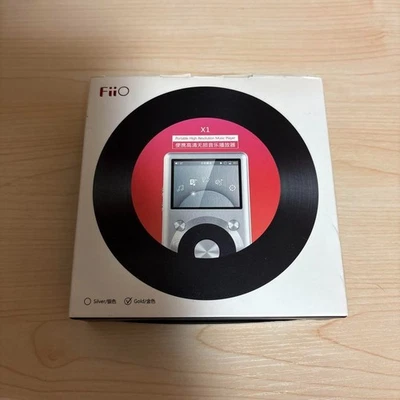 FiiO
X1
Portable High Resolution Music Player
便携高清无损音乐播放器
Silver/银色
Gold/金色